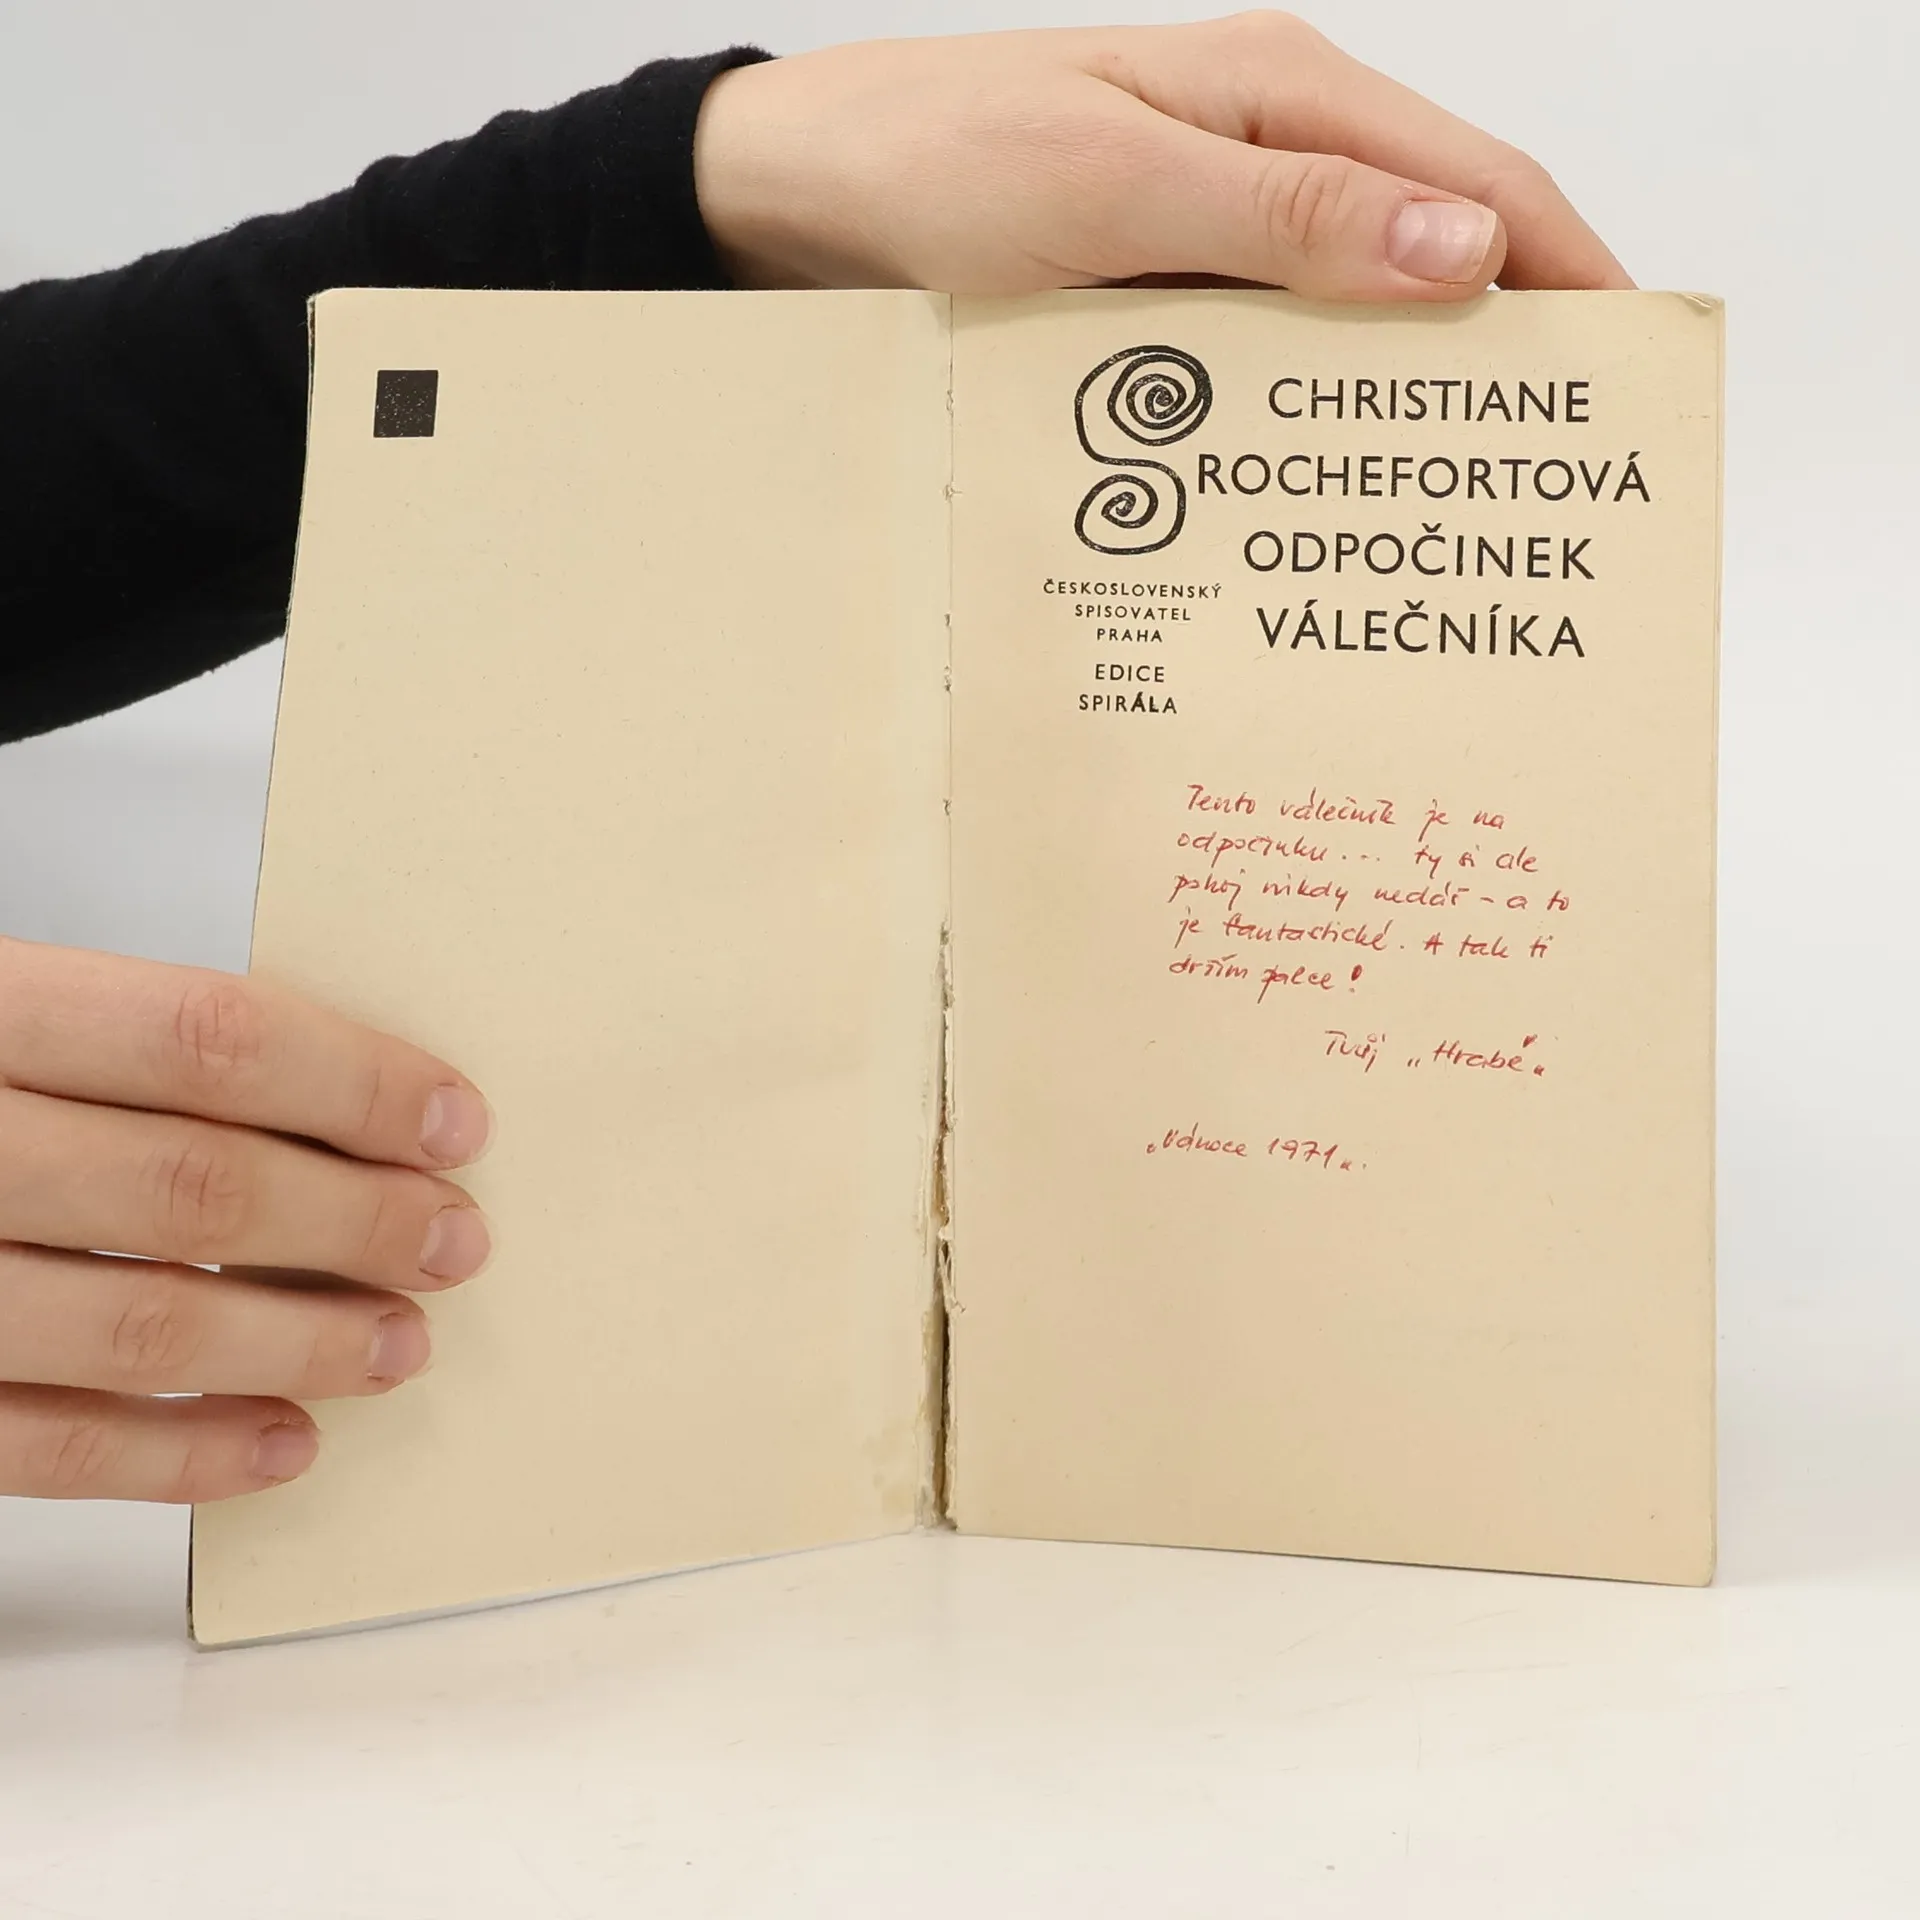 CHRISTIANE
ROCHEFORTOVÁ
ODPOČINEK
VÁLEČNÍKA
ČESKOSLOVENSKÝ
SPISOVATEL
PRAHA
EDICE
SPIRÁLA
Tento válečník je na
odpočinku... ty si ale
pokoj nikdy nedáš - a to
je fantastické. A tak ti
držím palce!
Tvůj „Hrabě“
„Vánoce 1971“.